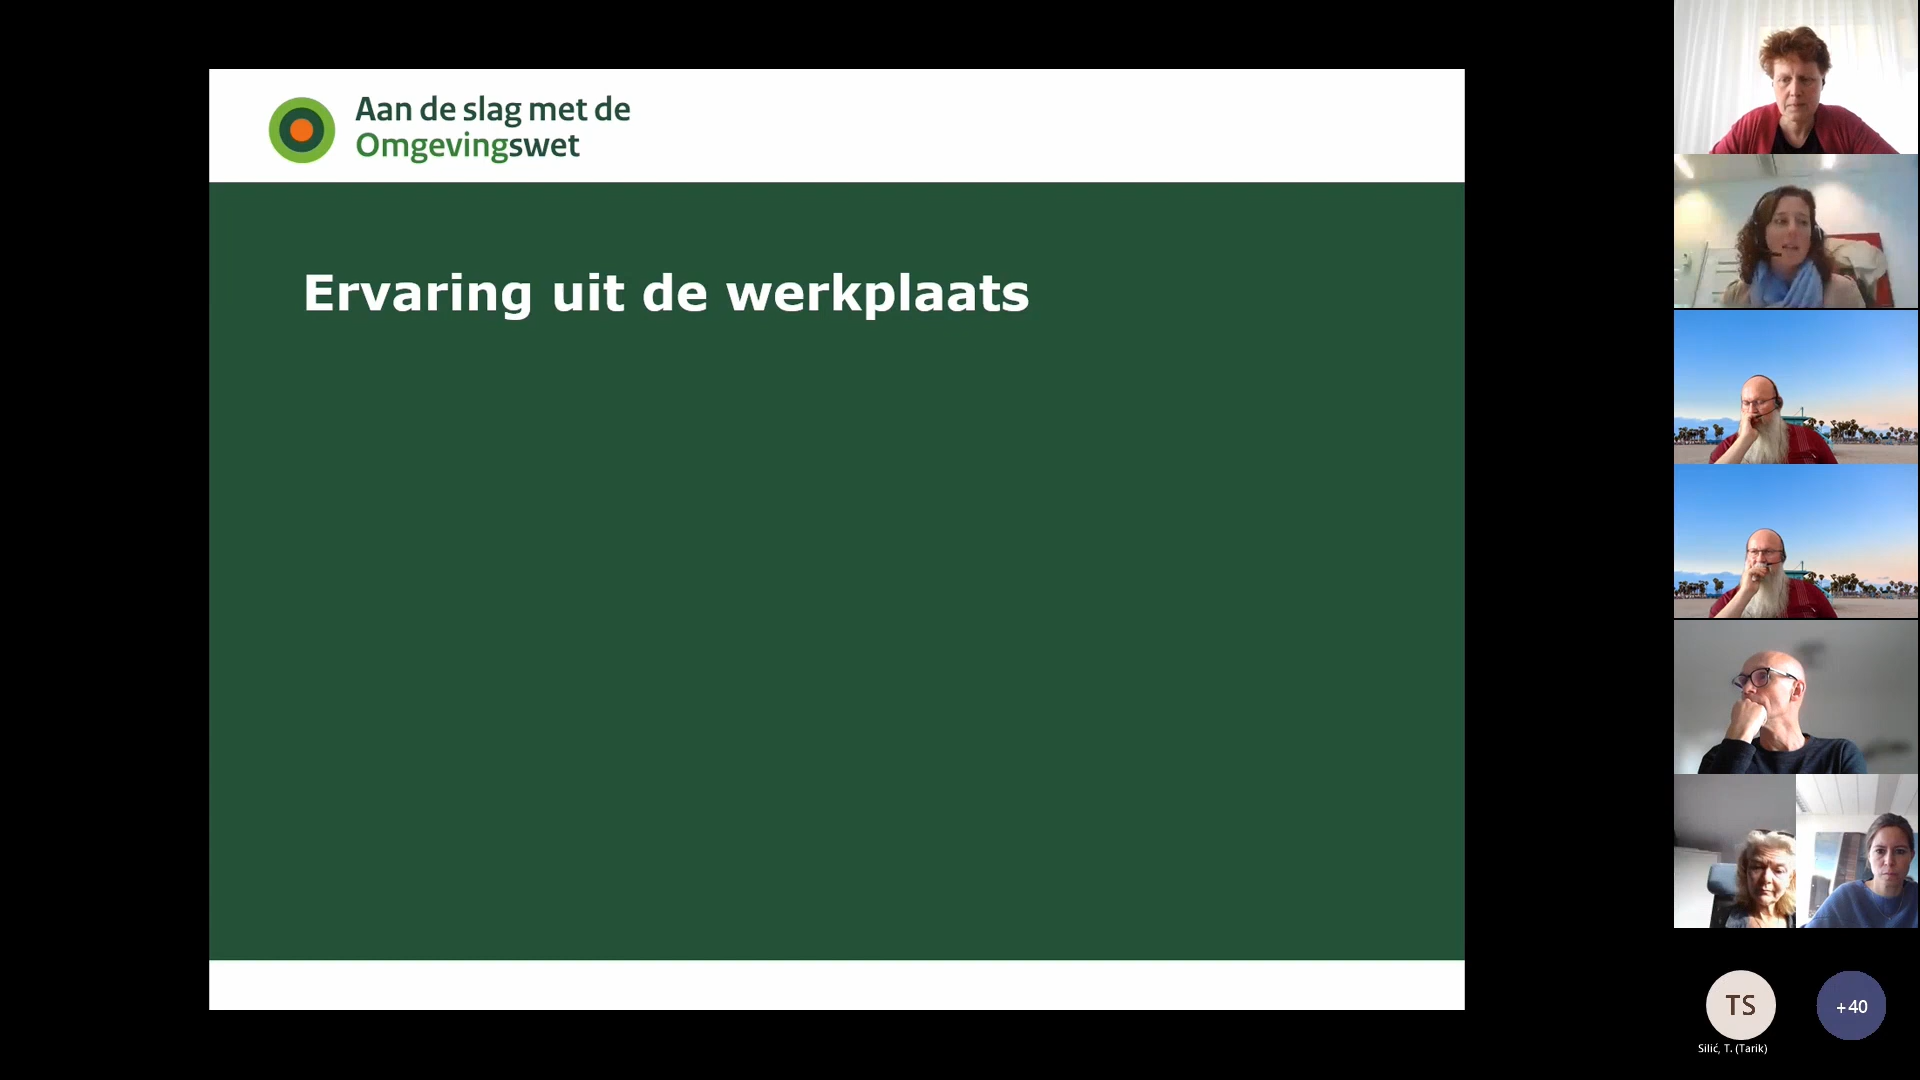 Aan de slag met de
Omgevingswet
Ervaring uit de werkplaats
TS
+40
Silić, T. (Tarik)